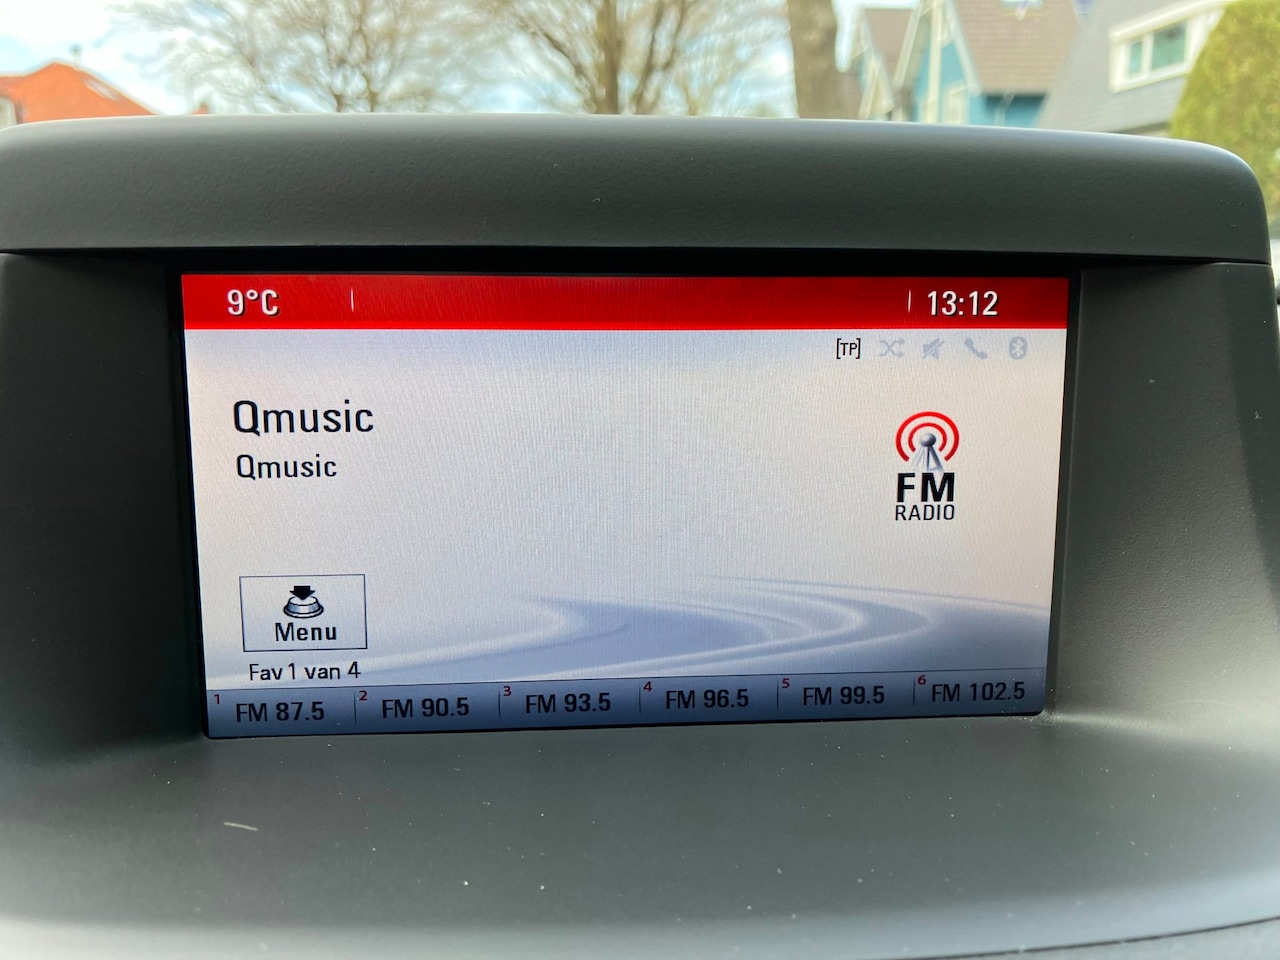 9°C
13:12
[TP]
Qmusic
Qmusic
FM
RADIO
Menu
Fav 1 van 4
1 FM 87.5 2 FM 90.5 3 FM 93.5 4 FM 96.5 5 FM 99.5 6 FM 102.5